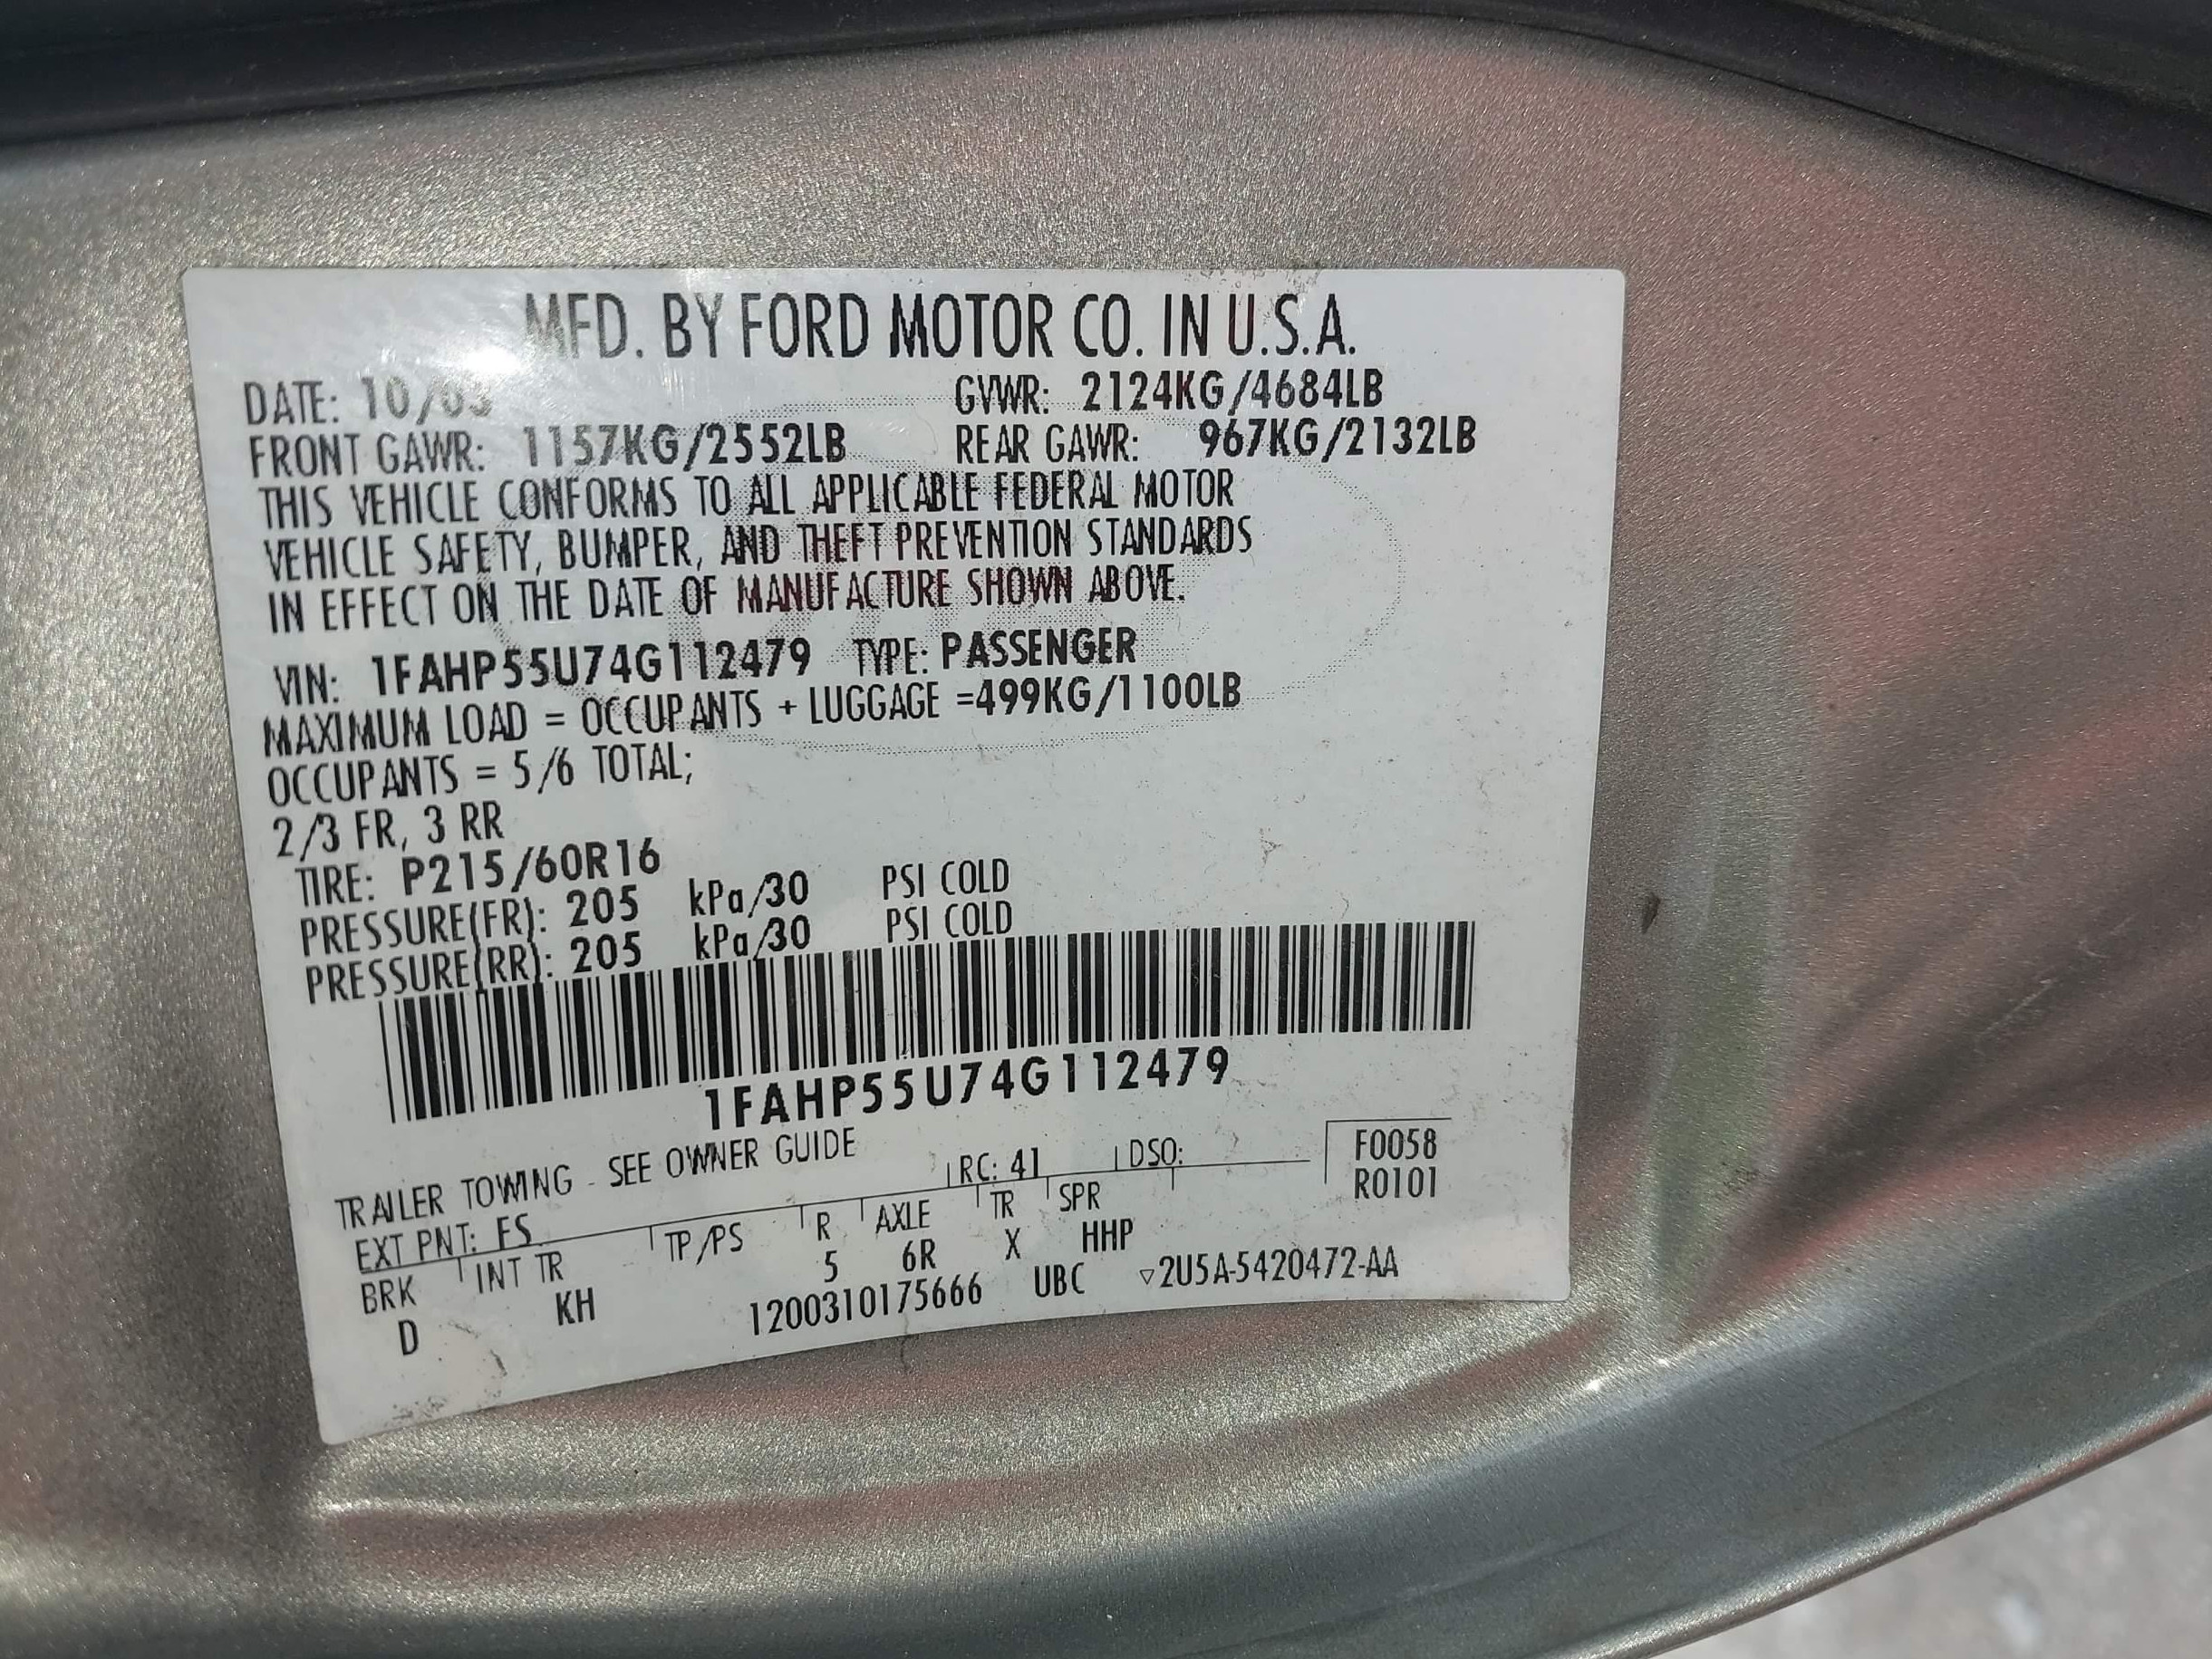 MFD. BY FORD MOTOR CO. IN U.S.A.
DATE: 10/03 GVWR: 2124KG/4684LB
FRONT GAWR: 1157KG/2552LB REAR GAWR: 967KG/2132LB
THIS VEHICLE CONFORMS TO ALL APPLICABLE FEDERAL MOTOR
VEHICLE SAFETY, BUMPER, AND THEFT PREVENTION STANDARDS
IN EFFECT ON THE DATE OF MANUFACTURE SHOWN ABOVE.
VIN: 1FAHP55U74G112479 TYPE: PASSENGER
MAXIMUM LOAD = OCCUPANTS + LUGGAGE =499KG/1100LB
OCCUPANTS = 5/6 TOTAL;
2/3 FR, 3 RR
TIRE: P215/60R16
PRESSURE(FR): 205 kPa/30 PSI COLD
PRESSURE(RR): 205 kPa/30 PSI COLD
1FAHP55U74G112479
TRAILER TOWING - SEE OWNER GUIDE
EXT PNT: FS RC: 41 DSO: F0058
R0101
BRK INT TR TP/PS R AXLE TR SPR
D KH 5 6R X HHP
1200310175666 UBC ▽2U5A-5420472-AA